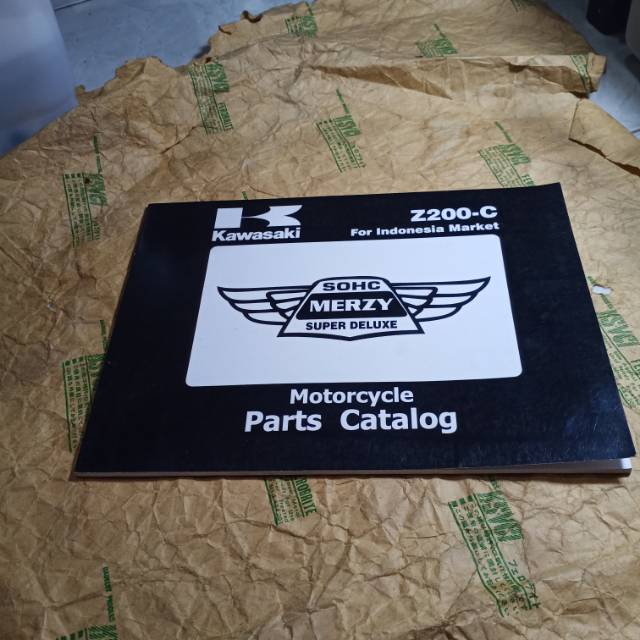 Kawasaki
Z200-C
For Indonesia Market
SOHC
MERZY
SUPER DELUXE
Motorcycle
Parts Catalog